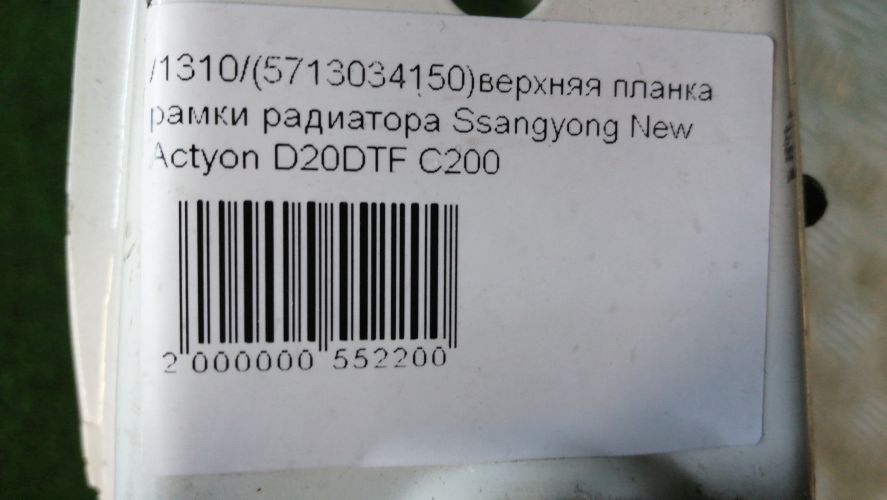 /1310/(5713034150)верхняя планка
рамки радиатора Ssangyong New
Actyon D20DTF C200
2 000000 552200